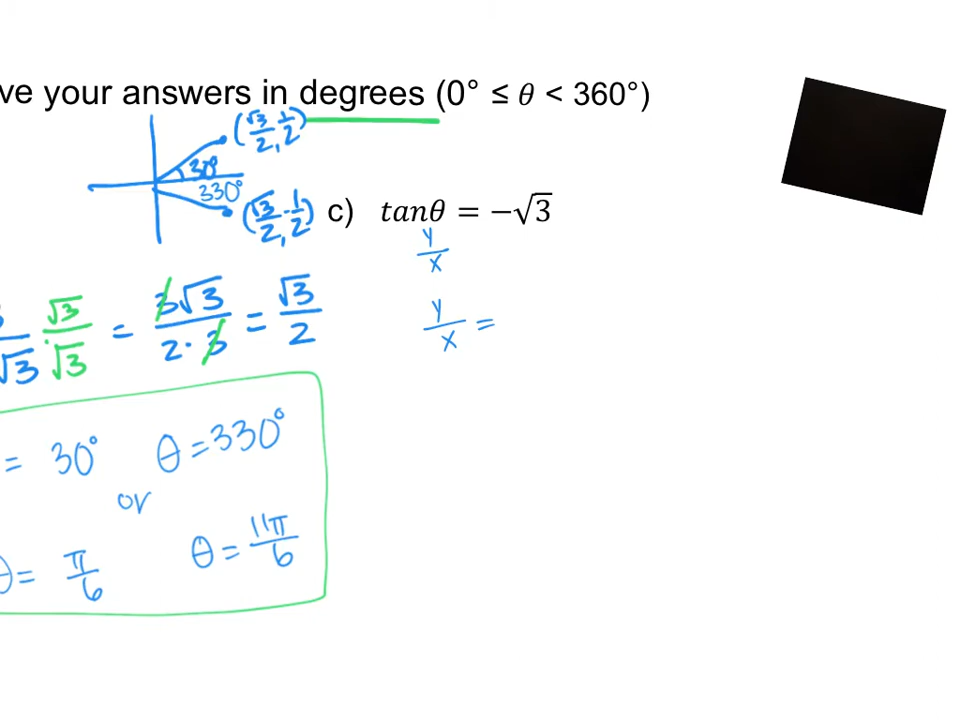 ve your answers in degrees (0° ≤ θ < 360°)
(√3/2, 1/2)
30°
330°
(√3/2, -1/2)
c) tanθ = −√3
y/x
√3 · √3/√3 = 3√3/2·3 = √3/2
y/x =
= 30° θ = 330°
or
θ = π/6 θ = 11π/6